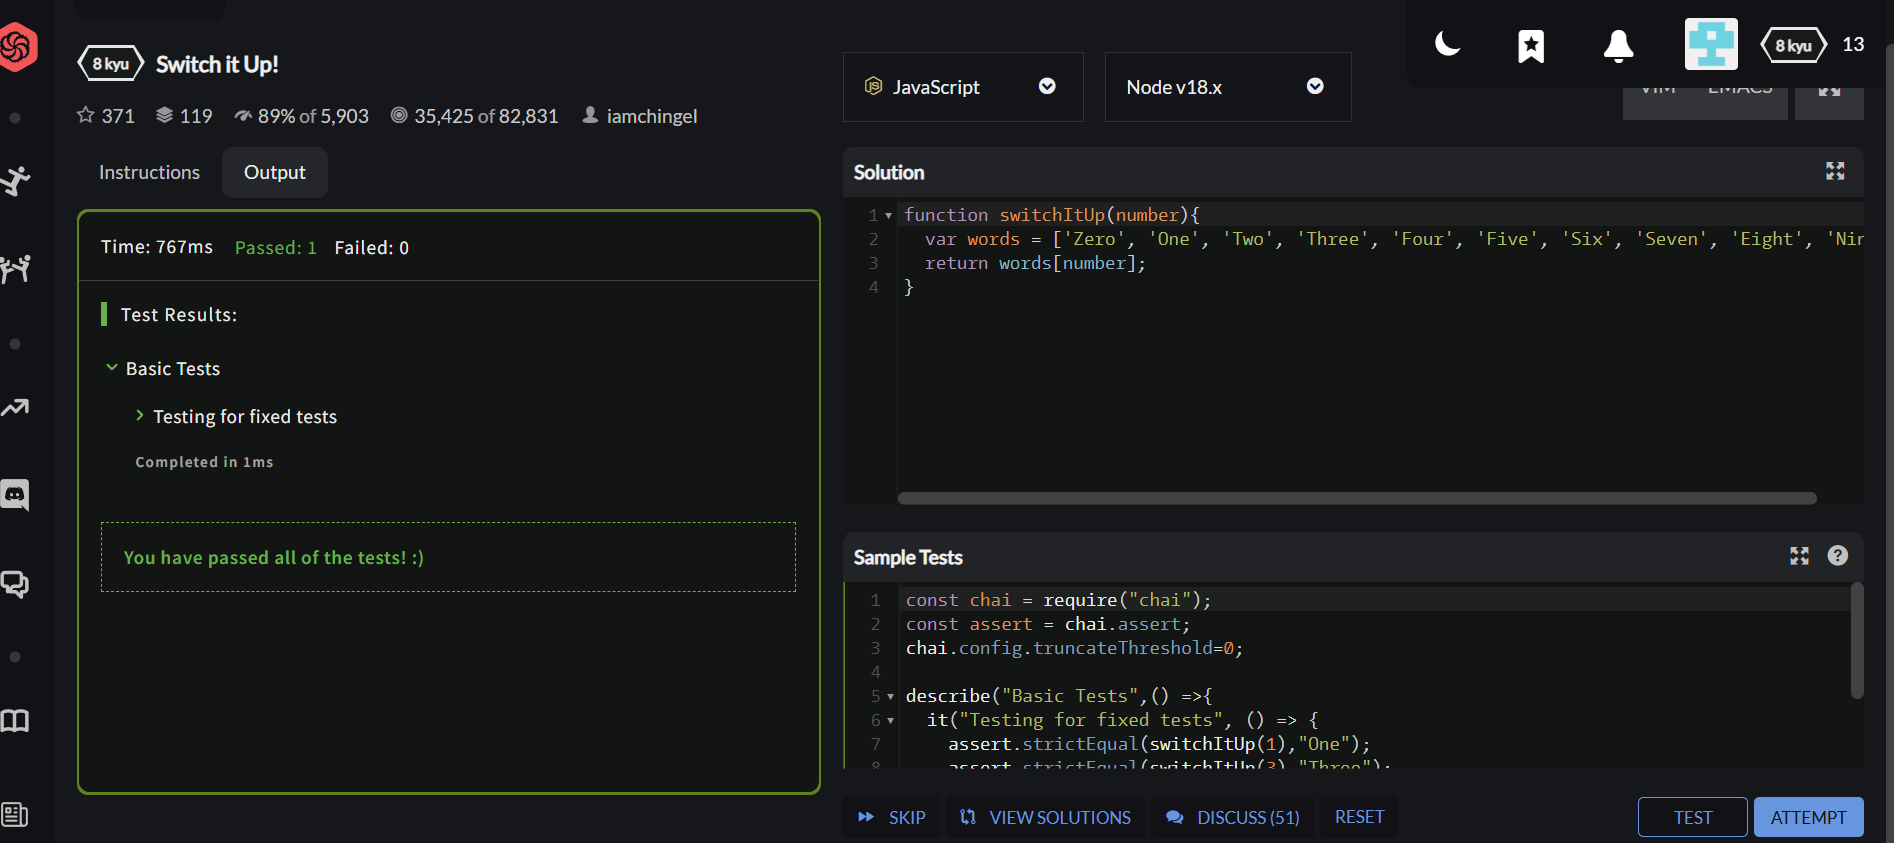 8 kyu Switch it Up!
371 119 89% of 5,903 35,425 of 82,831 iamchingel
JavaScript
Node v18.x
8 kyu 13
VIM EMACS
Instructions Output
Time: 767ms Passed: 1 Failed: 0
Test Results:
Basic Tests
Testing for fixed tests
Completed in 1ms
You have passed all of the tests! :)
Solution
1 function switchItUp(number){
2 var words = ['Zero', 'One', 'Two', 'Three', 'Four', 'Five', 'Six', 'Seven', 'Eight', 'Nin
3 return words[number];
4 }
Sample Tests
1 const chai = require("chai");
2 const assert = chai.assert;
3 chai.config.truncateThreshold=0;
4
5 describe("Basic Tests",() =>{
6 it("Testing for fixed tests", () => {
7 assert.strictEqual(switchItUp(1),"One");
8 assert.strictEqual(switchItUp(3),"Three");
SKIP VIEW SOLUTIONS DISCUSS (51) RESET
TEST ATTEMPT